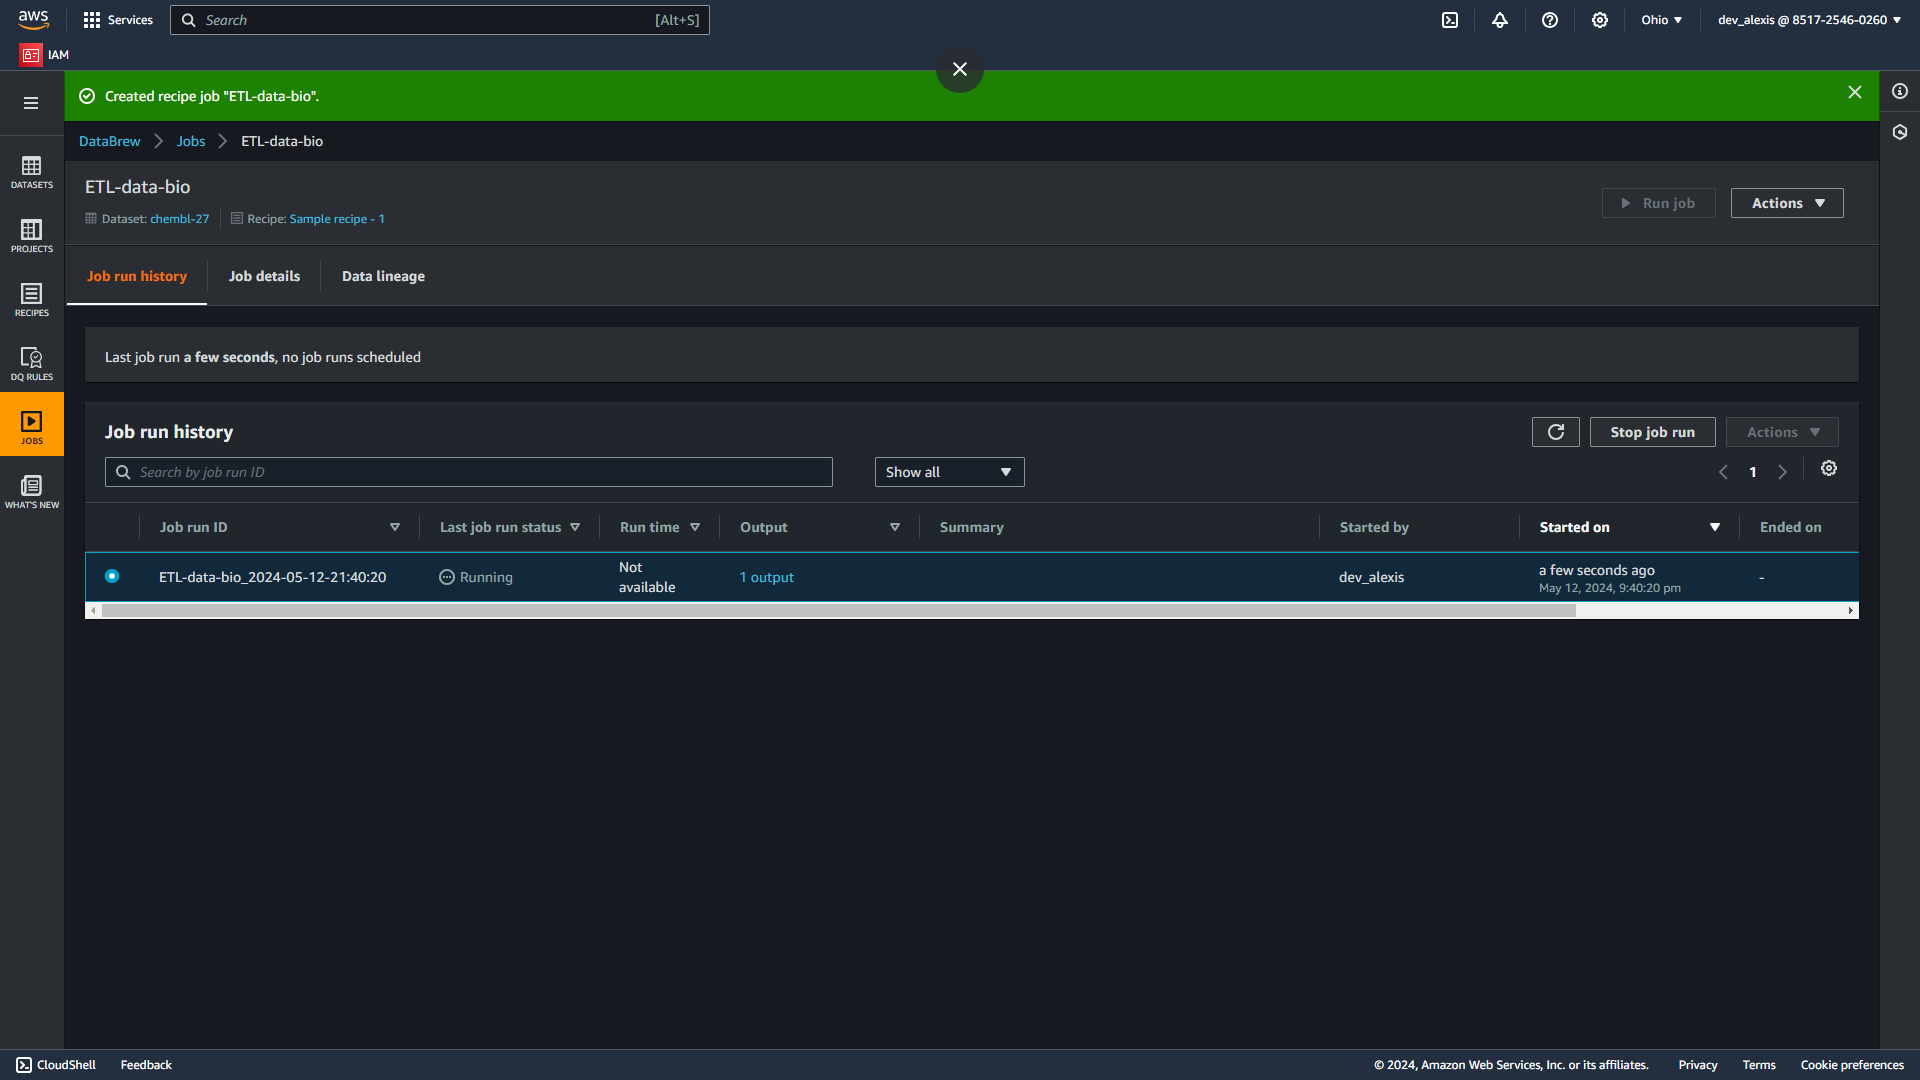 aws
Services
Search
[Alt+S]
Ohio
dev_alexis @ 8517-2546-0260
IAM
Created recipe job "ETL-data-bio".
DataBrew
Jobs
ETL-data-bio
DATASETS
PROJECTS
RECIPES
DQ RULES
JOBS
WHAT'S NEW
ETL-data-bio
Dataset: chembl-27
Recipe: Sample recipe - 1
Run job
Actions
Job run history
Job details
Data lineage
Last job run a few seconds, no job runs scheduled
Job run history
Stop job run
Actions
Search by job run ID
Show all
1
Job run ID
Last job run status
Run time
Output
Summary
Started by
Started on
Ended on
ETL-data-bio_2024-05-12-21:40:20
Running
Not
available
1 output
dev_alexis
a few seconds ago
May 12, 2024, 9:40:20 pm
-
CloudShell
Feedback
© 2024, Amazon Web Services, Inc. or its affiliates.
Privacy
Terms
Cookie preferences